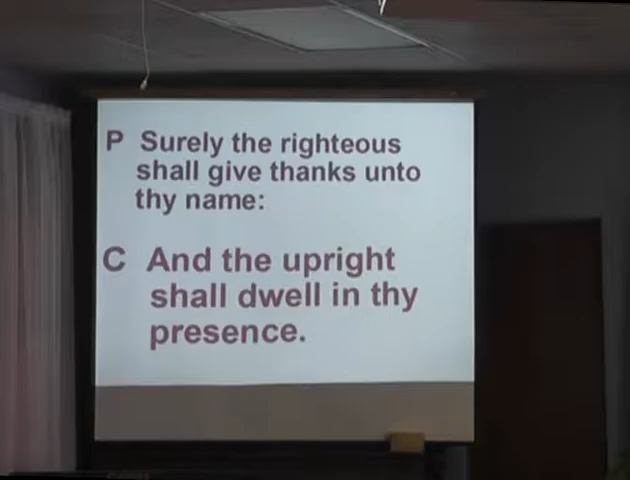 P Surely the righteous
shall give thanks unto
thy name:
C And the upright
shall dwell in thy
presence.